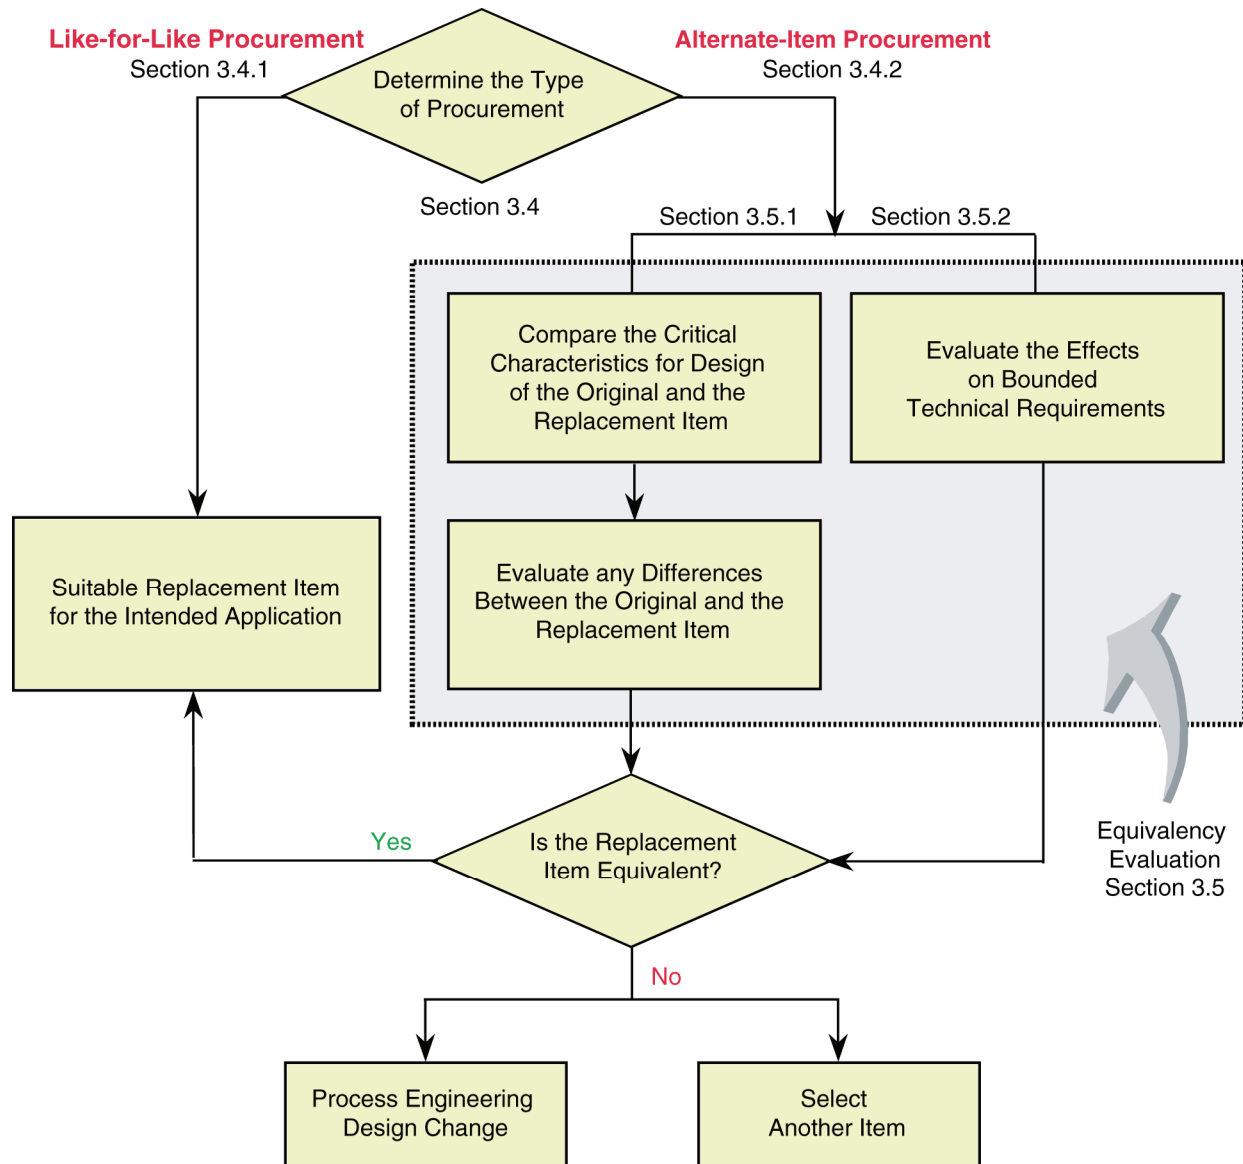 Like-for-Like Procurement
Section 3.4.1
Alternate-Item Procurement
Section 3.4.2
Determine the Type
of Procurement
Section 3.4
Section 3.5.1
Section 3.5.2
Compare the Critical
Characteristics for Design
of the Original and the
Replacement Item
Evaluate the Effects
on Bounded
Technical Requirements
Suitable Replacement Item
for the Intended Application
Evaluate any Differences
Between the Original and the
Replacement Item
Yes
Is the Replacement
Item Equivalent?
Equivalency
Evaluation
Section 3.5
No
Process Engineering
Design Change
Select
Another Item